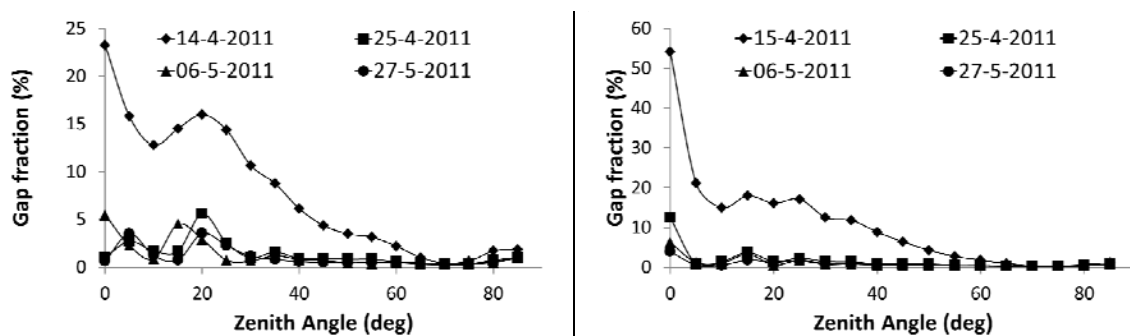 25
20
15
10
5
0
Gap fraction (%)
14-4-2011 25-4-2011
06-5-2011 27-5-2011
0 20 40 60 80
Zenith Angle (deg)
60
50
40
30
20
10
0
Gap fraction (%)
15-4-2011 25-4-2011
06-5-2011 27-5-2011
0 20 40 60 80
Zenith Angle (deg)